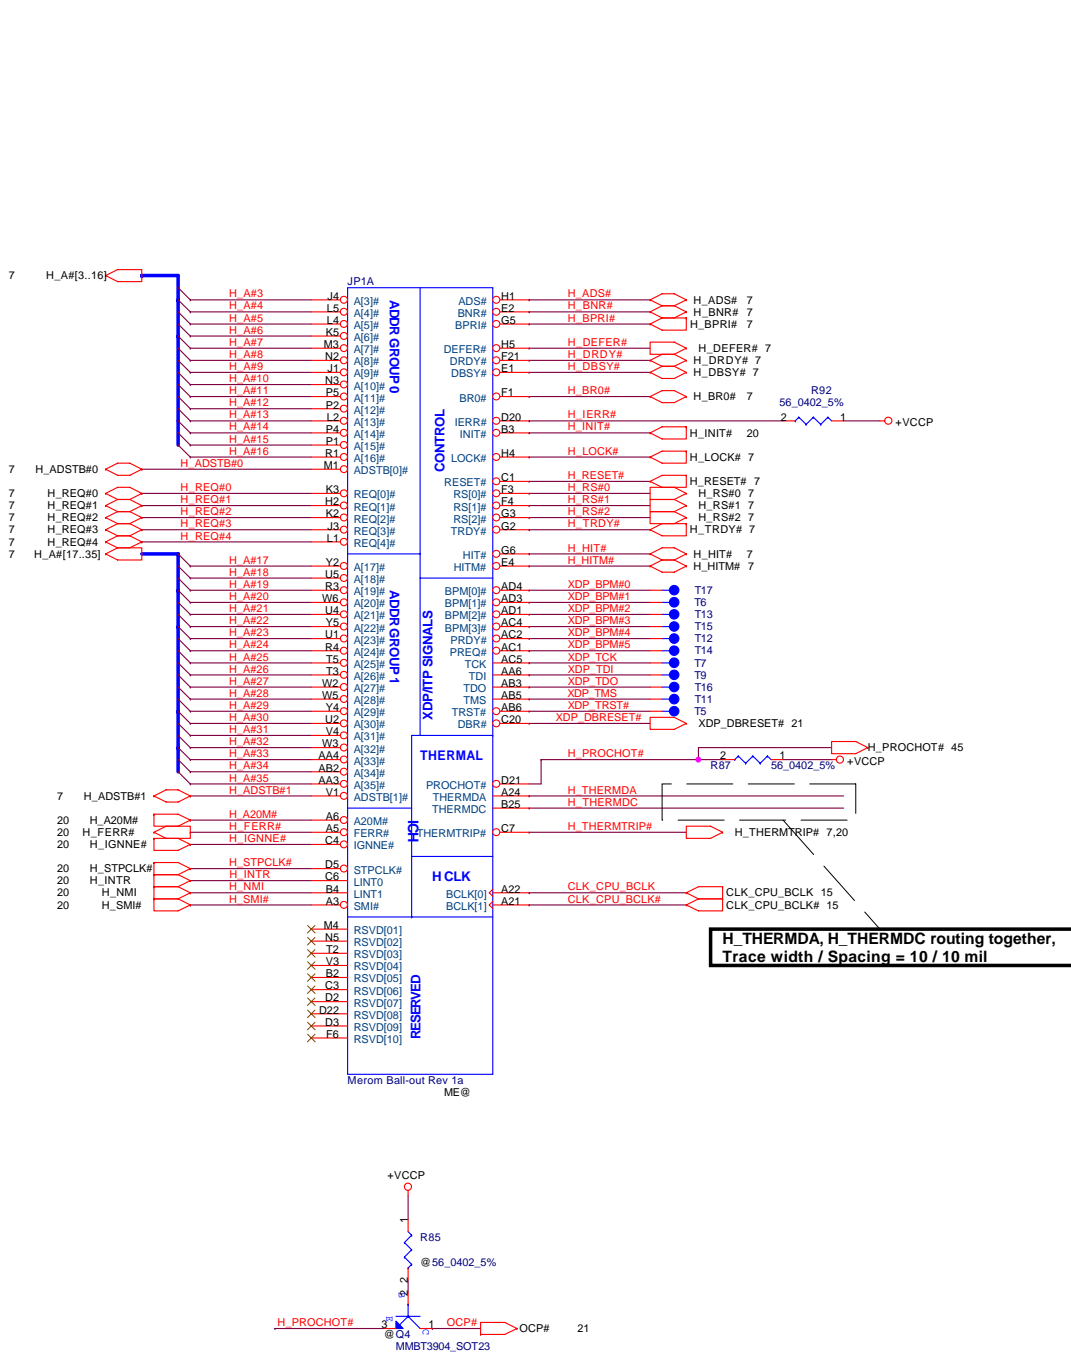 7 H_A#[3..16]
JP1A
H_A#3 J4 A[3]# ADS# H1 H_ADS# H_ADS# 7
H_A#4 L5 A[4]# BNR# E2 H_BNR# H_BNR# 7
H_A#5 L4 A[5]# BPRI# G5 H_BPRI# H_BPRI# 7
H_A#6 K5 A[6]#
H_A#7 M3 A[7]# DEFER# H5 H_DEFER# H_DEFER# 7
H_A#8 N2 A[8]# DRDY# F21 H_DRDY# H_DRDY# 7
H_A#9 J1 A[9]# DBSY# E1 H_DBSY# H_DBSY# 7
H_A#10 N3 A[10]#
H_A#11 P5 A[11]# BR0# F1 H_BR0# H_BR0# 7
H_A#12 P2 A[12]#
H_A#13 L2 A[13]# IERR# D20 H_IERR# 2 R92 56_0402_5% 1 +VCCP
H_A#14 P4 A[14]# INIT# B3 H_INIT# H_INIT# 20
H_A#15 P1 A[15]#
H_A#16 R1 A[16]# LOCK# H4 H_LOCK# H_LOCK# 7
7 H_ADSTB#0 H_ADSTB#0 M1 ADSTB[0]#
ADDR GROUP 0
CONTROL
RESET# C1 H_RESET# H_RESET# 7
7 H_REQ#0 H_REQ#0 K3 REQ[0]# RS[0]# F3 H_RS#0 H_RS#0 7
7 H_REQ#1 H_REQ#1 H2 REQ[1]# RS[1]# F4 H_RS#1 H_RS#1 7
7 H_REQ#2 H_REQ#2 K2 REQ[2]# RS[2]# G3 H_RS#2 H_RS#2 7
7 H_REQ#3 H_REQ#3 J3 REQ[3]# TRDY# G2 H_TRDY# H_TRDY# 7
7 H_REQ#4 H_REQ#4 L1 REQ[4]#
7 H_A#[17..35]
HIT# G6 H_HIT# H_HIT# 7
H_A#17 Y2 A[17]# HITM# E4 H_HITM# H_HITM# 7
H_A#18 U5 A[18]#
H_A#19 R3 A[19]# BPM[0]# AD4 XDP_BPM#0 T17
H_A#20 W6 A[20]# BPM[1]# AD3 XDP_BPM#1 T6
H_A#21 U4 A[21]# BPM[2]# AD1 XDP_BPM#2 T13
H_A#22 Y5 A[22]# BPM[3]# AC4 XDP_BPM#3 T15
H_A#23 U1 A[23]# PRDY# AC2 XDP_BPM#4 T12
H_A#24 R4 A[24]# PREQ# AC1 XDP_BPM#5 T14
H_A#25 T5 A[25]# TCK AC5 XDP_TCK T7
H_A#26 T3 A[26]# TDI AA6 XDP_TDI T9
H_A#27 W2 A[27]# TDO AB3 XDP_TDO T16
H_A#28 W5 A[28]# TMS AB5 XDP_TMS T11
H_A#29 Y4 A[29]# TRST# AB6 XDP_TRST# T5
H_A#30 U2 A[30]# DBR# C20 XDP_DBRESET# XDP_DBRESET# 21
H_A#31 V4 A[31]#
H_A#32 W3 A[32]#
H_A#33 AA4 A[33]#
H_A#34 AB2 A[34]#
H_A#35 AA3 A[35]#
7 H_ADSTB#1 H_ADSTB#1 V1 ADSTB[1]#
ADDR GROUP 1
XDP/ITP SIGNALS
THERMAL
H_PROCHOT# H_PROCHOT# 45
2 R87 1 56_0402_5% +VCCP
PROCHOT# D21
THERMDA A24 H_THERMDA
THERMDC B25 H_THERMDC
20 H_A20M# H_A20M# A6 A20M#
20 H_FERR# H_FERR# A5 FERR# THERMTRIP# C7 H_THERMTRIP# H_THERMTRIP# 7,20
20 H_IGNNE# H_IGNNE# C4 IGNNE#
ICH
20 H_STPCLK# H_STPCLK# D5 STPCLK#
H CLK
20 H_INTR H_INTR C6 LINT0
20 H_NMI H_NMI B4 LINT1 BCLK[0] A22 CLK_CPU_BCLK CLK_CPU_BCLK 15
20 H_SMI# H_SMI# A3 SMI# BCLK[1] A21 CLK_CPU_BCLK# CLK_CPU_BCLK# 15
M4 RSVD[01]
N5 RSVD[02]
T2 RSVD[03]
V3 RSVD[04]
B2 RSVD[05]
C3 RSVD[06]
D2 RSVD[07]
D22 RSVD[08]
D3 RSVD[09]
F6 RSVD[10]
RESERVED
H_THERMDA, H_THERMDC routing together,
Trace width / Spacing = 10 / 10 mil
Merom Ball-out Rev 1a
ME@
+VCCP
1
R85
@ 56_0402_5%
2
2
B
H_PROCHOT# 3 E C 1 OCP# OCP# 21
@ Q4
MMBT3904_SOT23